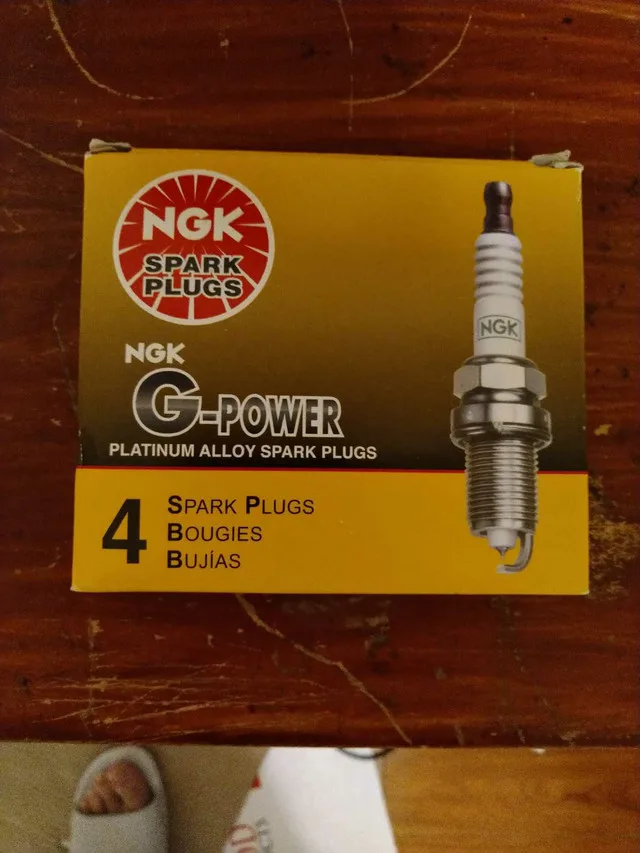 NGK
SPARK
PLUGS
NGK
NGK
G-POWER
PLATINUM ALLOY SPARK PLUGS
4
SPARK PLUGS
BOUGIES
BUJÍAS